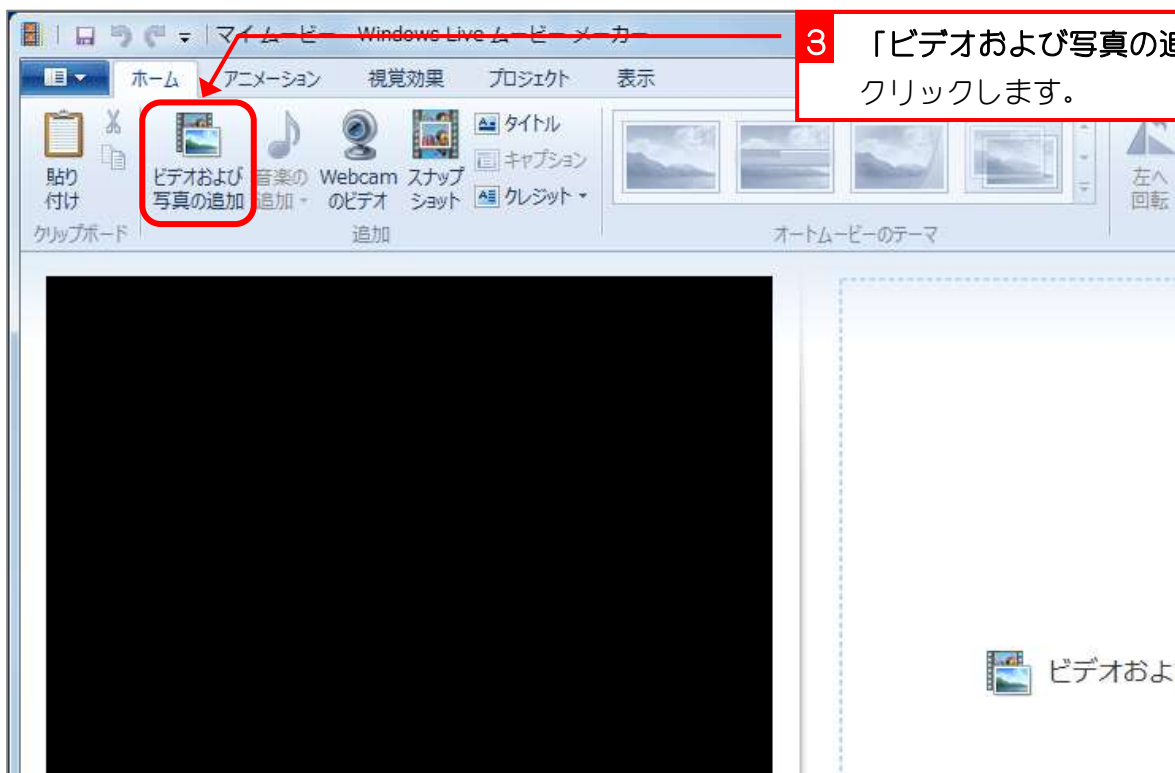 マイ ムービー - Windows Live ムービー メーカー
3 「ビデオおよび写真の追
クリックします。
ホーム アニメーション 視覚効果 プロジェクト 表示
貼り
付け
ビデオおよび
写真の追加
音楽の
追加
Webcam
のビデオ
スナップ
ショット
タイトル
キャプション
クレジット
左へ
回転
クリップボード 追加 オートムービーのテーマ
ビデオおよ